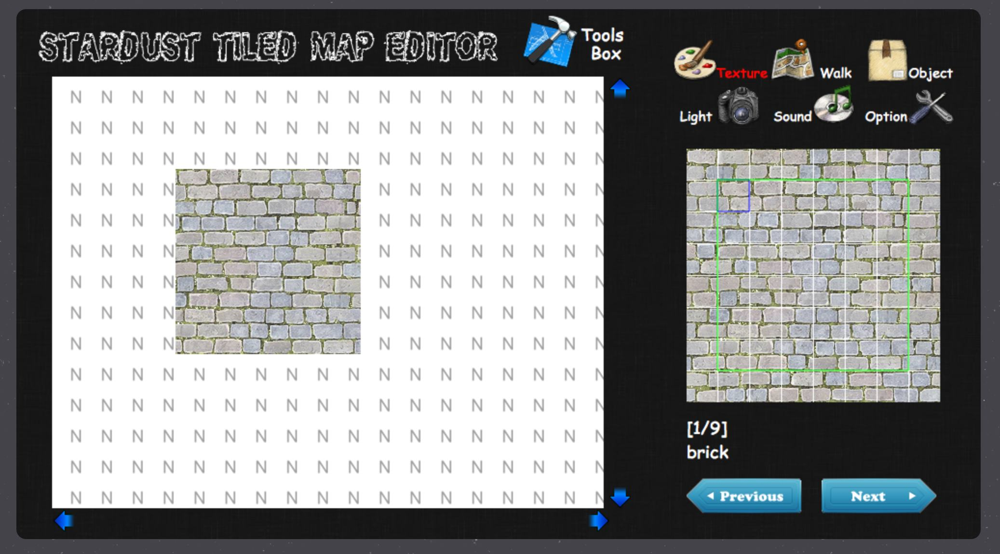 STARDUST TILED MAP EDITOR
Tools
Box
Texture Walk Object
Light Sound Option
N N N N N N N N N N N N N N N N N N
N N N N N N N N N N N N N N N N N N
N N N N N N N N N N N N N N N N N N
N N N N N N N N N N N N
N N N N N N N N N N N N
N N N N N N N N N N N N
N N N N N N N N N N N N
N N N N N N N N N N N N
N N N N N N N N N N N N
N N N N N N N N N N N N N N N N N N
N N N N N N N N N N N N N N N N N N
N N N N N N N N N N N N N N N N N N
N N N N N N N N N N N N N N N N N N
N N N N N N N N N N N N N N N N N N
[1/9]
brick
Previous
Next